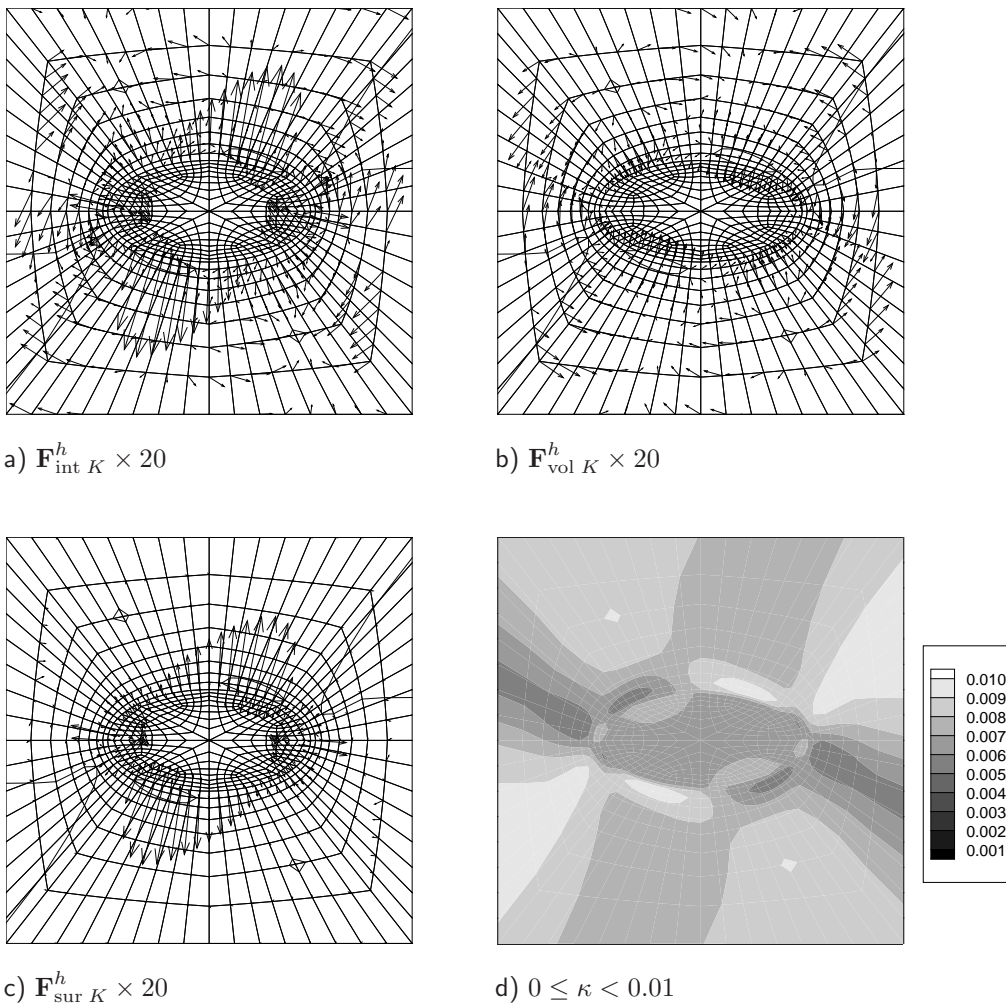 a) F^h_int K × 20
b) F^h_vol K × 20
0.010
0.009
0.008
0.007
0.006
0.005
0.004
0.003
0.002
0.001
c) F^h_sur K × 20
d) 0 ≤ κ < 0.01